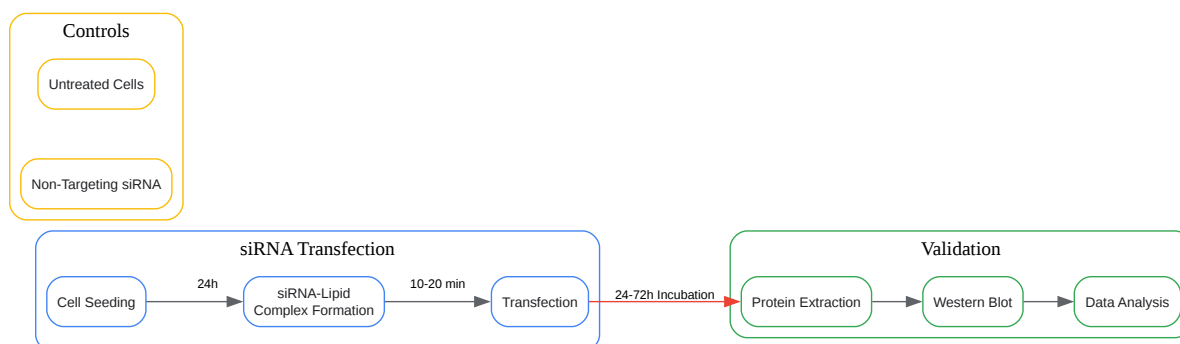 Controls
Untreated Cells
Non-Targeting siRNA
siRNA Transfection
Cell Seeding
24h
siRNA-Lipid
Complex Formation
10-20 min
Transfection
24-72h Incubation
Validation
Protein Extraction
Western Blot
Data Analysis